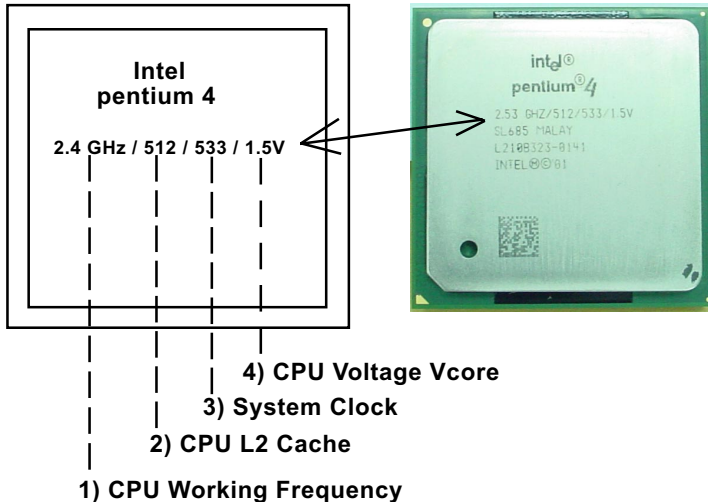 Intel
pentium 4
2.4 GHz / 512 / 533 / 1.5V
intel®
pentium®4
2.53 GHZ/512/533/1.5V
SL685 MALAY
L210B323-0141
INTEL®©'01
4) CPU Voltage Vcore
3) System Clock
2) CPU L2 Cache
1) CPU Working Frequency